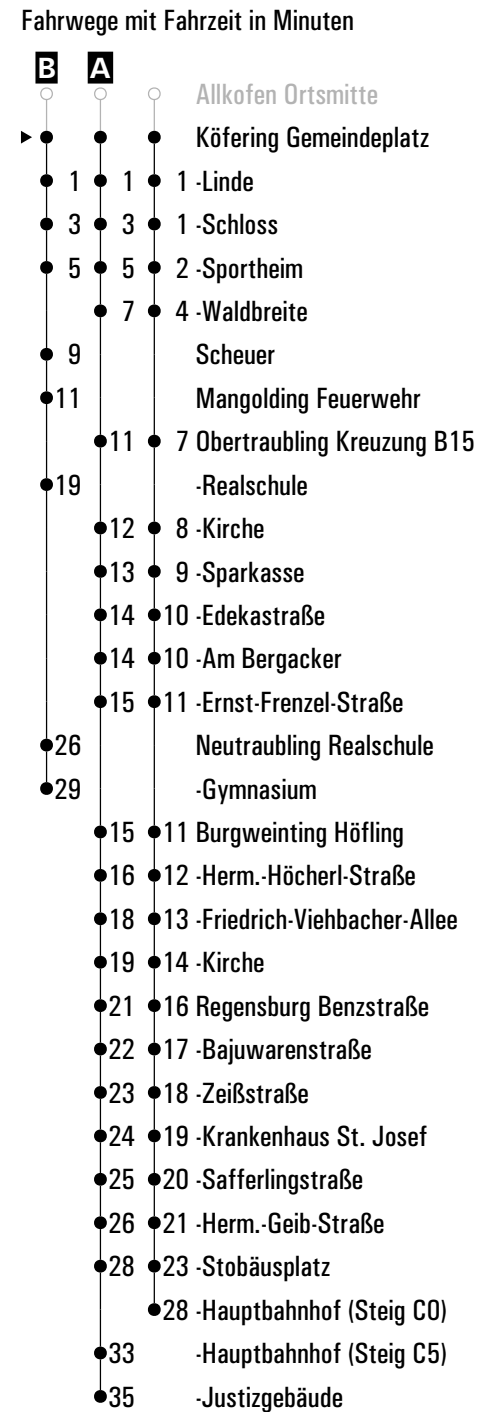 Fahrwege mit Fahrzeit in Minuten
B A
Allkofen Ortsmitte
Köfering Gemeindeplatz
1 1 1 -Linde
3 3 1 -Schloss
5 5 2 -Sportheim
7 4 -Waldbreite
9 Scheuer
11 Mangolding Feuerwehr
11 7 Obertraubling Kreuzung B15
19 -Realschule
12 8 -Kirche
13 9 -Sparkasse
14 10 -Edekastraße
14 10 -Am Bergacker
15 11 -Ernst-Frenzel-Straße
26 Neutraubling Realschule
29 -Gymnasium
15 11 Burgweinting Höfling
16 12 -Herm.-Höcherl-Straße
18 13 -Friedrich-Viehbacher-Allee
19 14 -Kirche
21 16 Regensburg Benzstraße
22 17 -Bajuwarenstraße
23 18 -Zeißstraße
24 19 -Krankenhaus St. Josef
25 20 -Safferlingstraße
26 21 -Herm.-Geib-Straße
28 23 -Stobäusplatz
28 -Hauptbahnhof (Steig C0)
33 -Hauptbahnhof (Steig C5)
35 -Justizgebäude